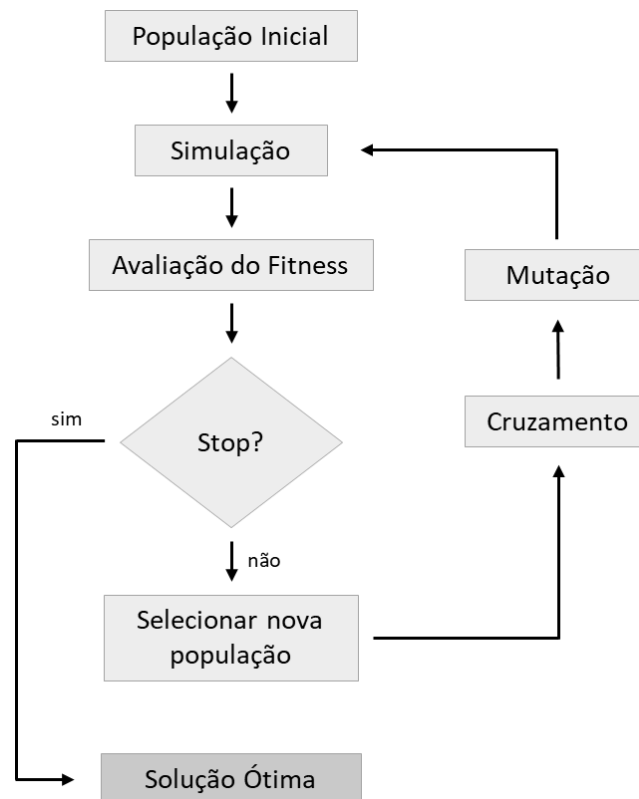 População Inicial
Simulação
Avaliação do Fitness
Mutação
sim
Stop?
Cruzamento
não
Selecionar nova
população
Solução Ótima